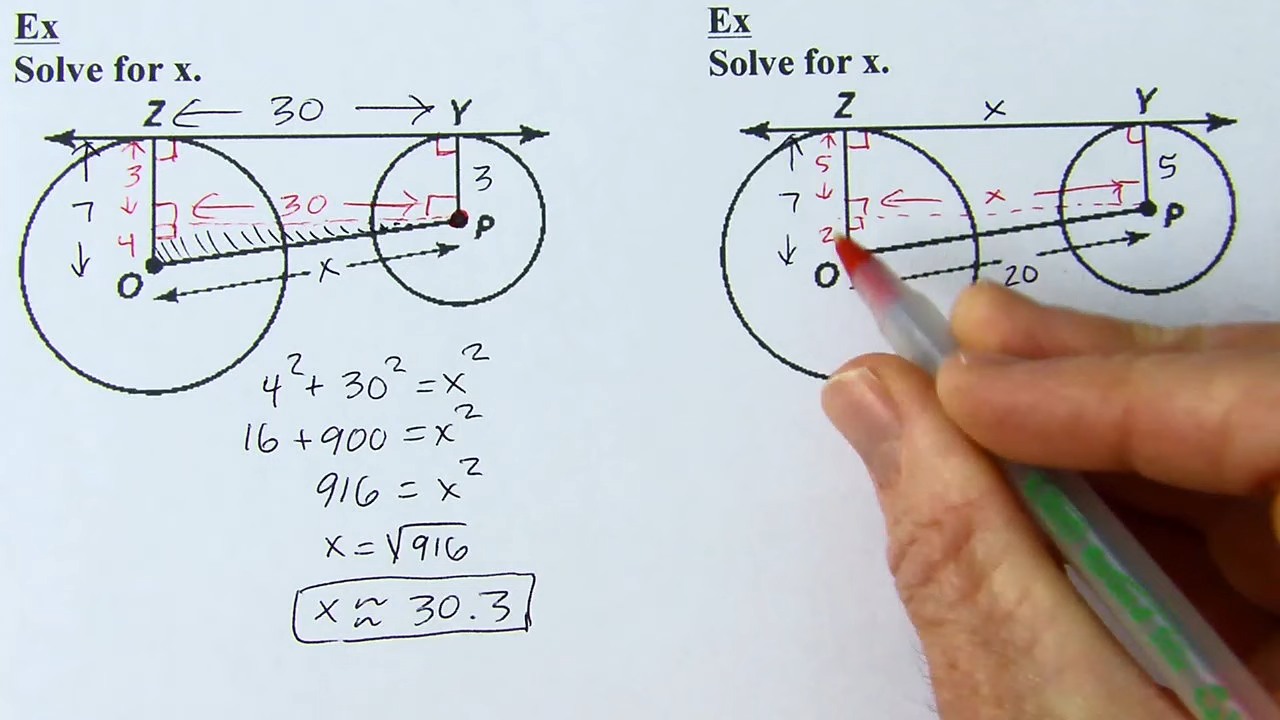 Ex
Solve for x.
Z ← 30 → Y
3
7
← 30 →
3
4
P
O
x
4² + 30² = x²
16 + 900 = x²
916 = x²
x = √916
x ≈ 30.3
Ex
Solve for x.
Z x Y
5
7
← x →
5
2
P
O
20